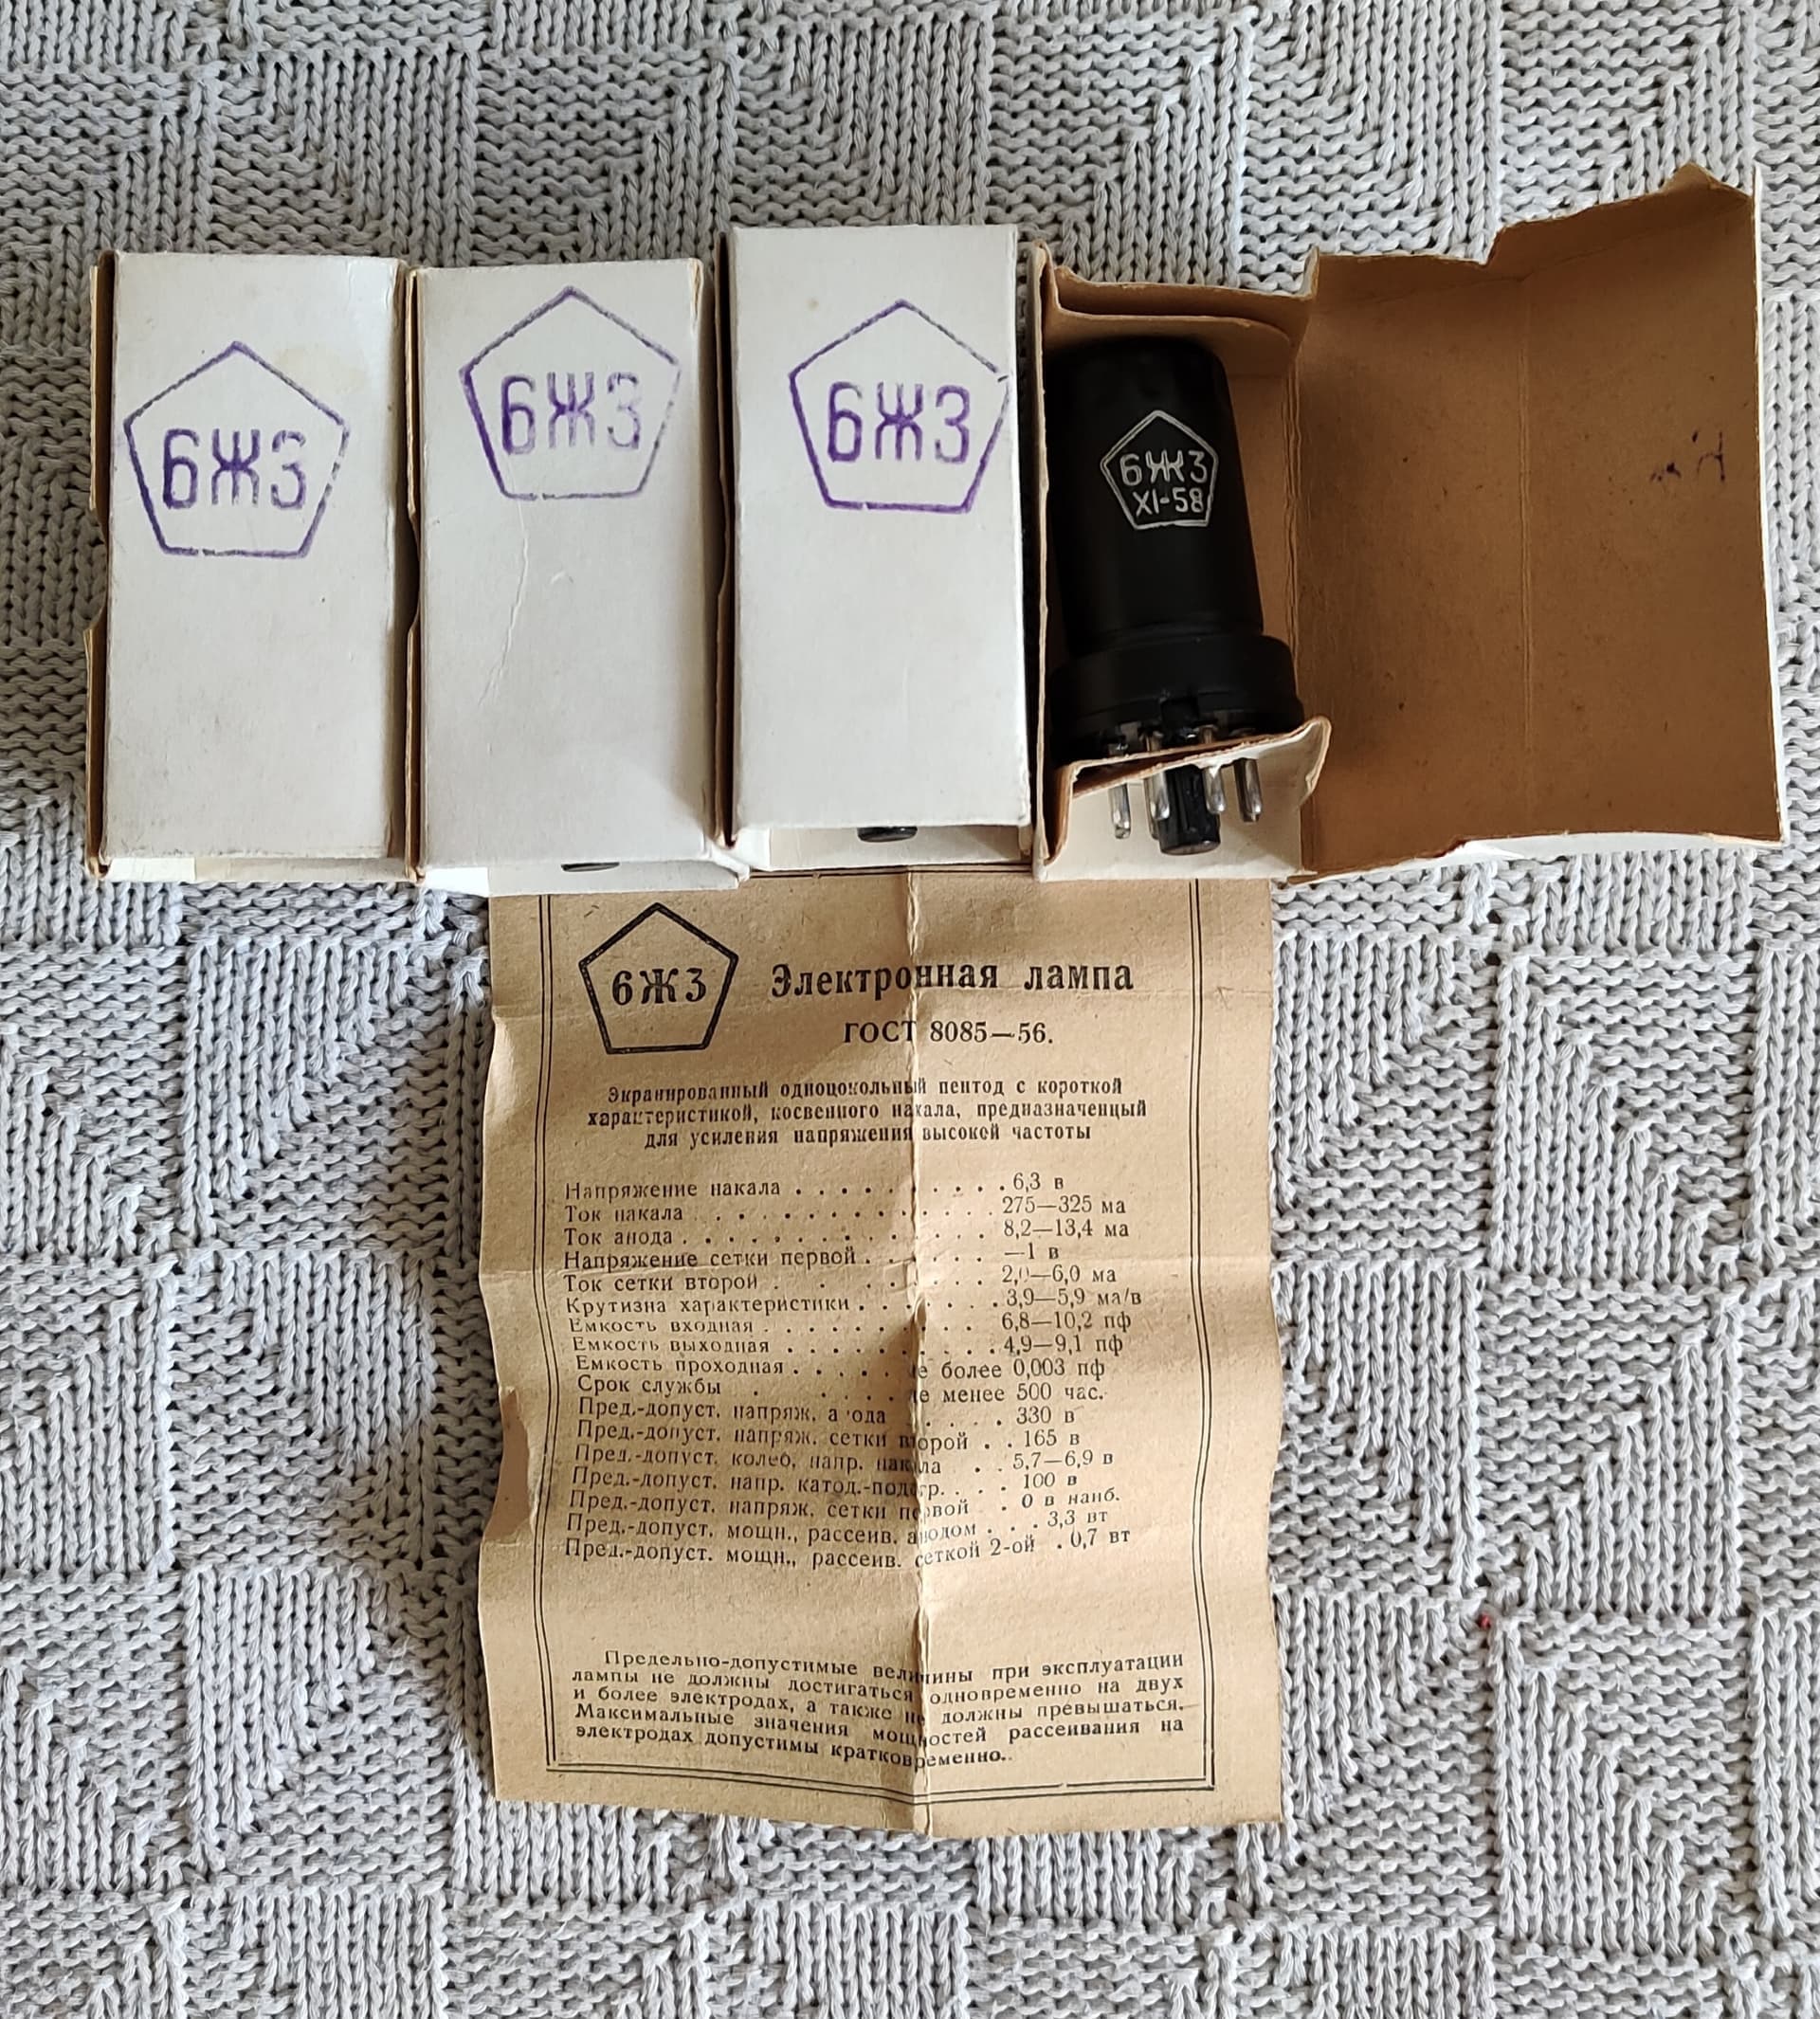 6Ж3
6Ж3
6Ж3
6Ж3
XI-58
6Ж3
Электронная лампа
ГОСТ 8085—56.
Экранированный одноцокольный пентод с короткой
характеристикой, косвенного накала, предназначенный
для усиления напряжения высокой частоты
Напряжение накала . . . . . . . . . . 6,3 в
Ток накала . . . . . . . . . . . . . 275—325 ма
Ток анода . . . . . . . . . . . . . . 8,2—13,4 ма
Напряжение сетки первой . . . . . . —1 в
Ток сетки второй . . . . . . . . 2,0—6,0 ма
Крутизна характеристики . . . . . . . 3,9—5,9 ма/в
Емкость входная . . . . . . . . . . 6,8—10,2 пф
Емкость выходная . . . . . . . . . . 4,9—9,1 пф
Емкость проходная . . . . . не более 0,003 пф
Срок службы . . . . . не менее 500 час.
Пред.-допуст. напряж. анода . . . . . 330 в
Пред.-допуст. напряж. сетки второй . . 165 в
Пред.-допуст. колеб. напр. накала . . 5,7—6,9 в
Пред.-допуст. напр. катод.-подогр. . . . 100 в
Пред.-допуст. напряж. сетки первой . 0 в наиб.
Пред.-допуст. мощн., рассеив. анодом . . . 3,3 вт
Пред.-допуст. мощн., рассеив. сеткой 2-ой . 0,7 вт
Предельно-допустимые величины при эксплуатации
лампы не должны достигаться одновременно на двух
и более электродах, а также не должны превышаться.
Максимальные значения мощностей рассеивания на
электродах допустимы кратковременно.